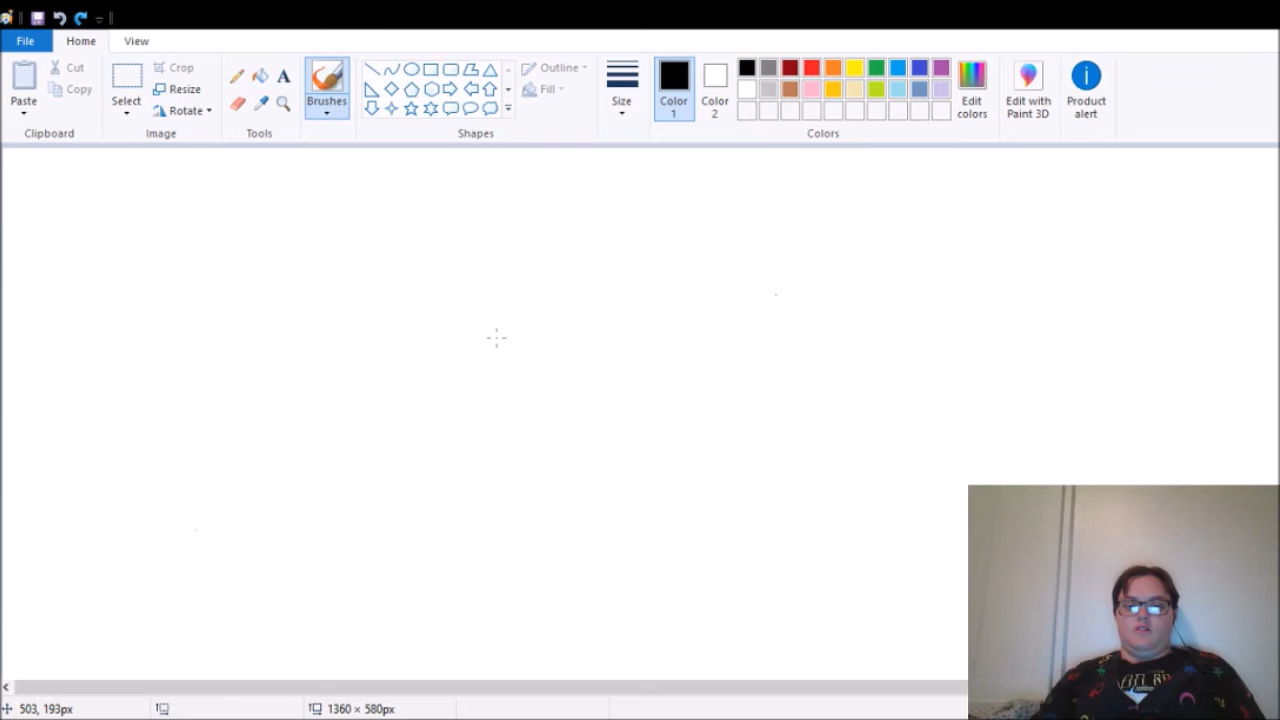 File Home View
Paste Cut Copy Clipboard
Select Crop Resize Rotate Image
Tools
Brushes
Shapes Outline Fill
Size
Color 1 Color 2 Colors
Edit colors
Edit with Paint 3D
Product alert
503, 193px 1360 × 580px